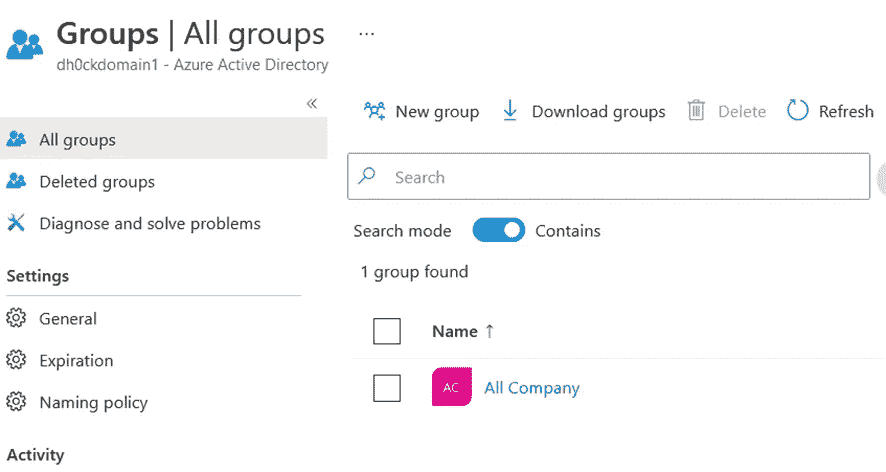 Groups | All groups ...
dh0ckdomain1 - Azure Active Directory
«
All groups
Deleted groups
Diagnose and solve problems
Settings
General
Expiration
Naming policy
Activity
New group Download groups Delete Refresh
Search
Search mode Contains
1 group found
Name ↑
AC All Company